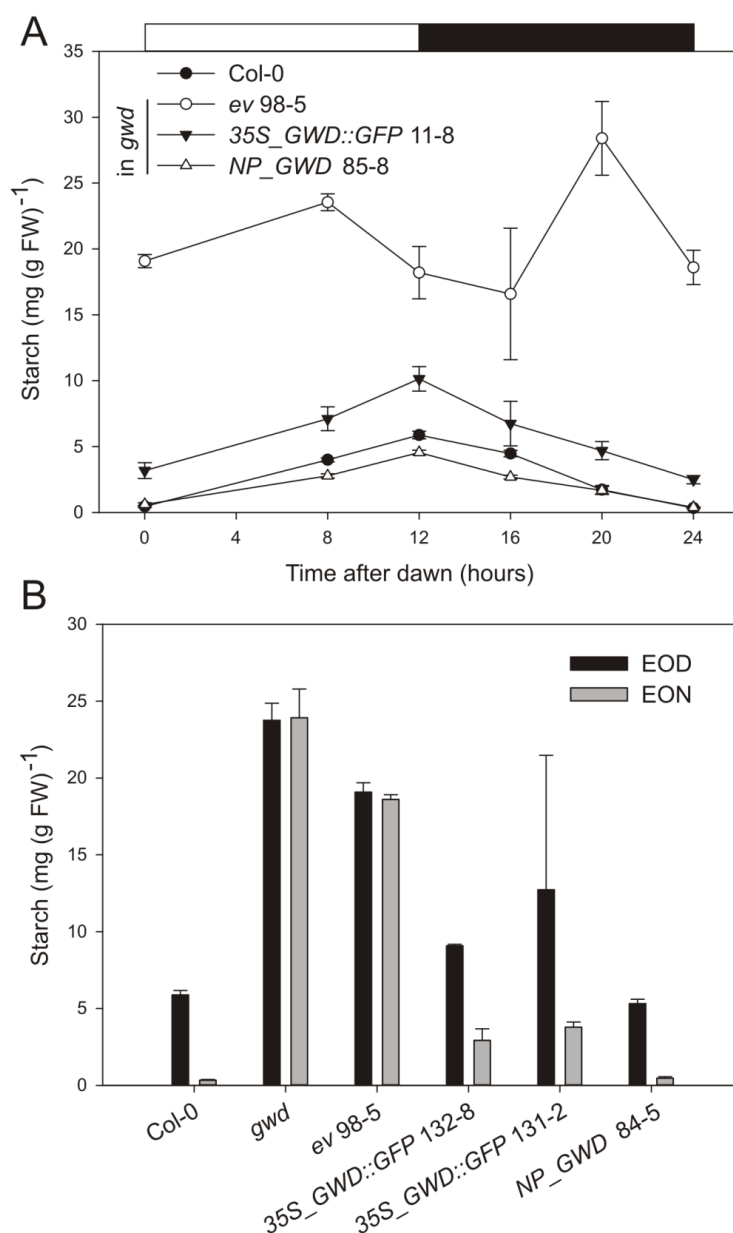 A
35
30
25
20
15
10
5
0
Starch (mg (g FW)⁻¹
Col-0
ev 98-5
35S_GWD::GFP 11-8
NP_GWD 85-8
in gwd
0 4 8 12 16 20 24
Time after dawn (hours)
B
30
25
20
15
10
5
0
Starch (mg (g FW)⁻¹
EOD
EON
Col-0
gwd
ev 98-5
35S_GWD::GFP 132-8
35S_GWD::GFP 131-2
NP_GWD 84-5